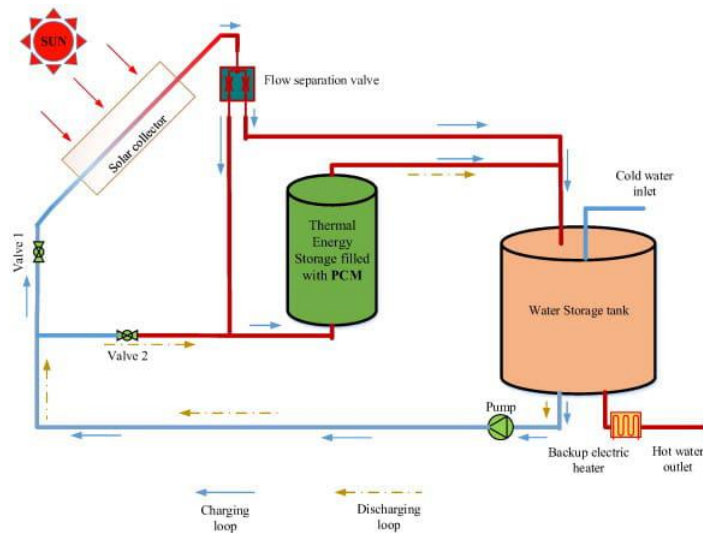 SUN
Flow separation valve
Solar collector
Cold water
inlet
Thermal
Energy
Storage filled
with PCM
Valve 1
Water Storage tank
Valve 2
Pump
Backup electric
heater
Hot water
outlet
Charging
loop
Discharging
loop